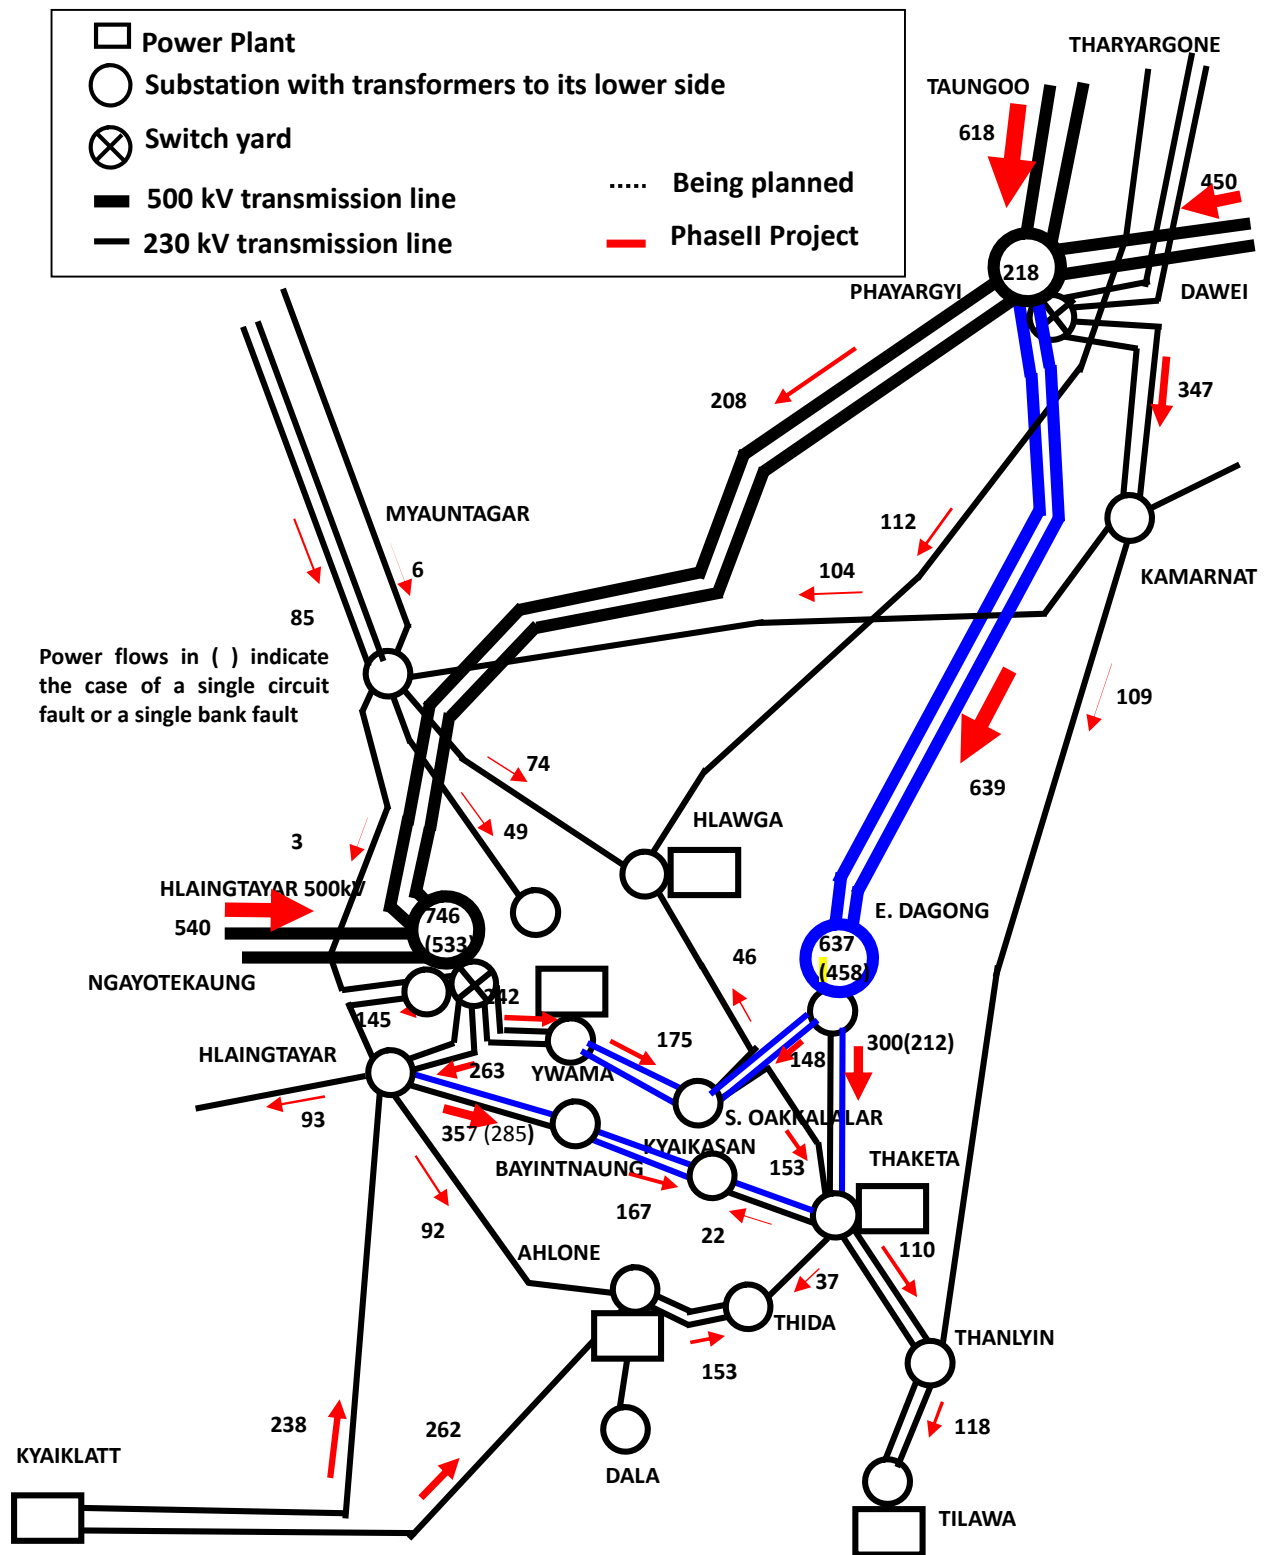 Power Plant
Substation with transformers to its lower side
Switch yard
500 kV transmission line
230 kV transmission line
Being planned
PhaseII Project
THARYARGONE
TAUNGOO
618
450
218
PHAYARGYI
DAWEI
208
347
MYAUNTAGAR
112
6
104
KAMARNAT
85
Power flows in ( ) indicate
the case of a single circuit
fault or a single bank fault
109
74
639
HLAWGA
49
3
HLAINGTAYAR 500kV
540
746
(533)
E. DAGONG
637
(458)
46
NGAYOTEKAUNG
242
145
HLAINGTAYAR
175
148
300(212)
263
YWAMA
93
357 (285)
S. OAKKALALAR
KYAIKASAN
BAYINTNAUNG
153
THAKETA
167
22
92
110
AHLONE
37
THIDA
THANLYIN
153
238
262
118
KYAIKLATT
DALA
TILAWA